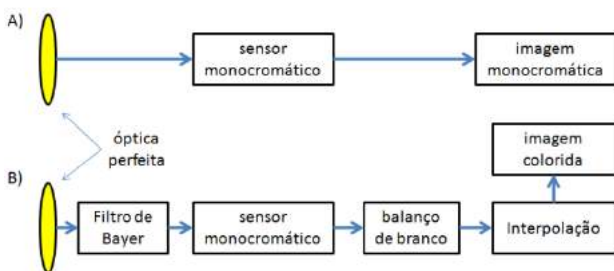 A)
sensor
monocromático
imagem
monocromática
óptica
perfeita
imagem
colorida
B)
Filtro de
Bayer
sensor
monocromático
balanço
de branco
Interpolação